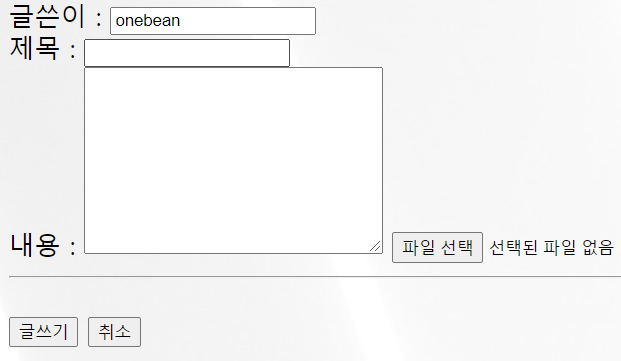 글쓴이 : onebean
제목 :
내용 : 파일 선택 선택된 파일 없음
글쓰기 취소